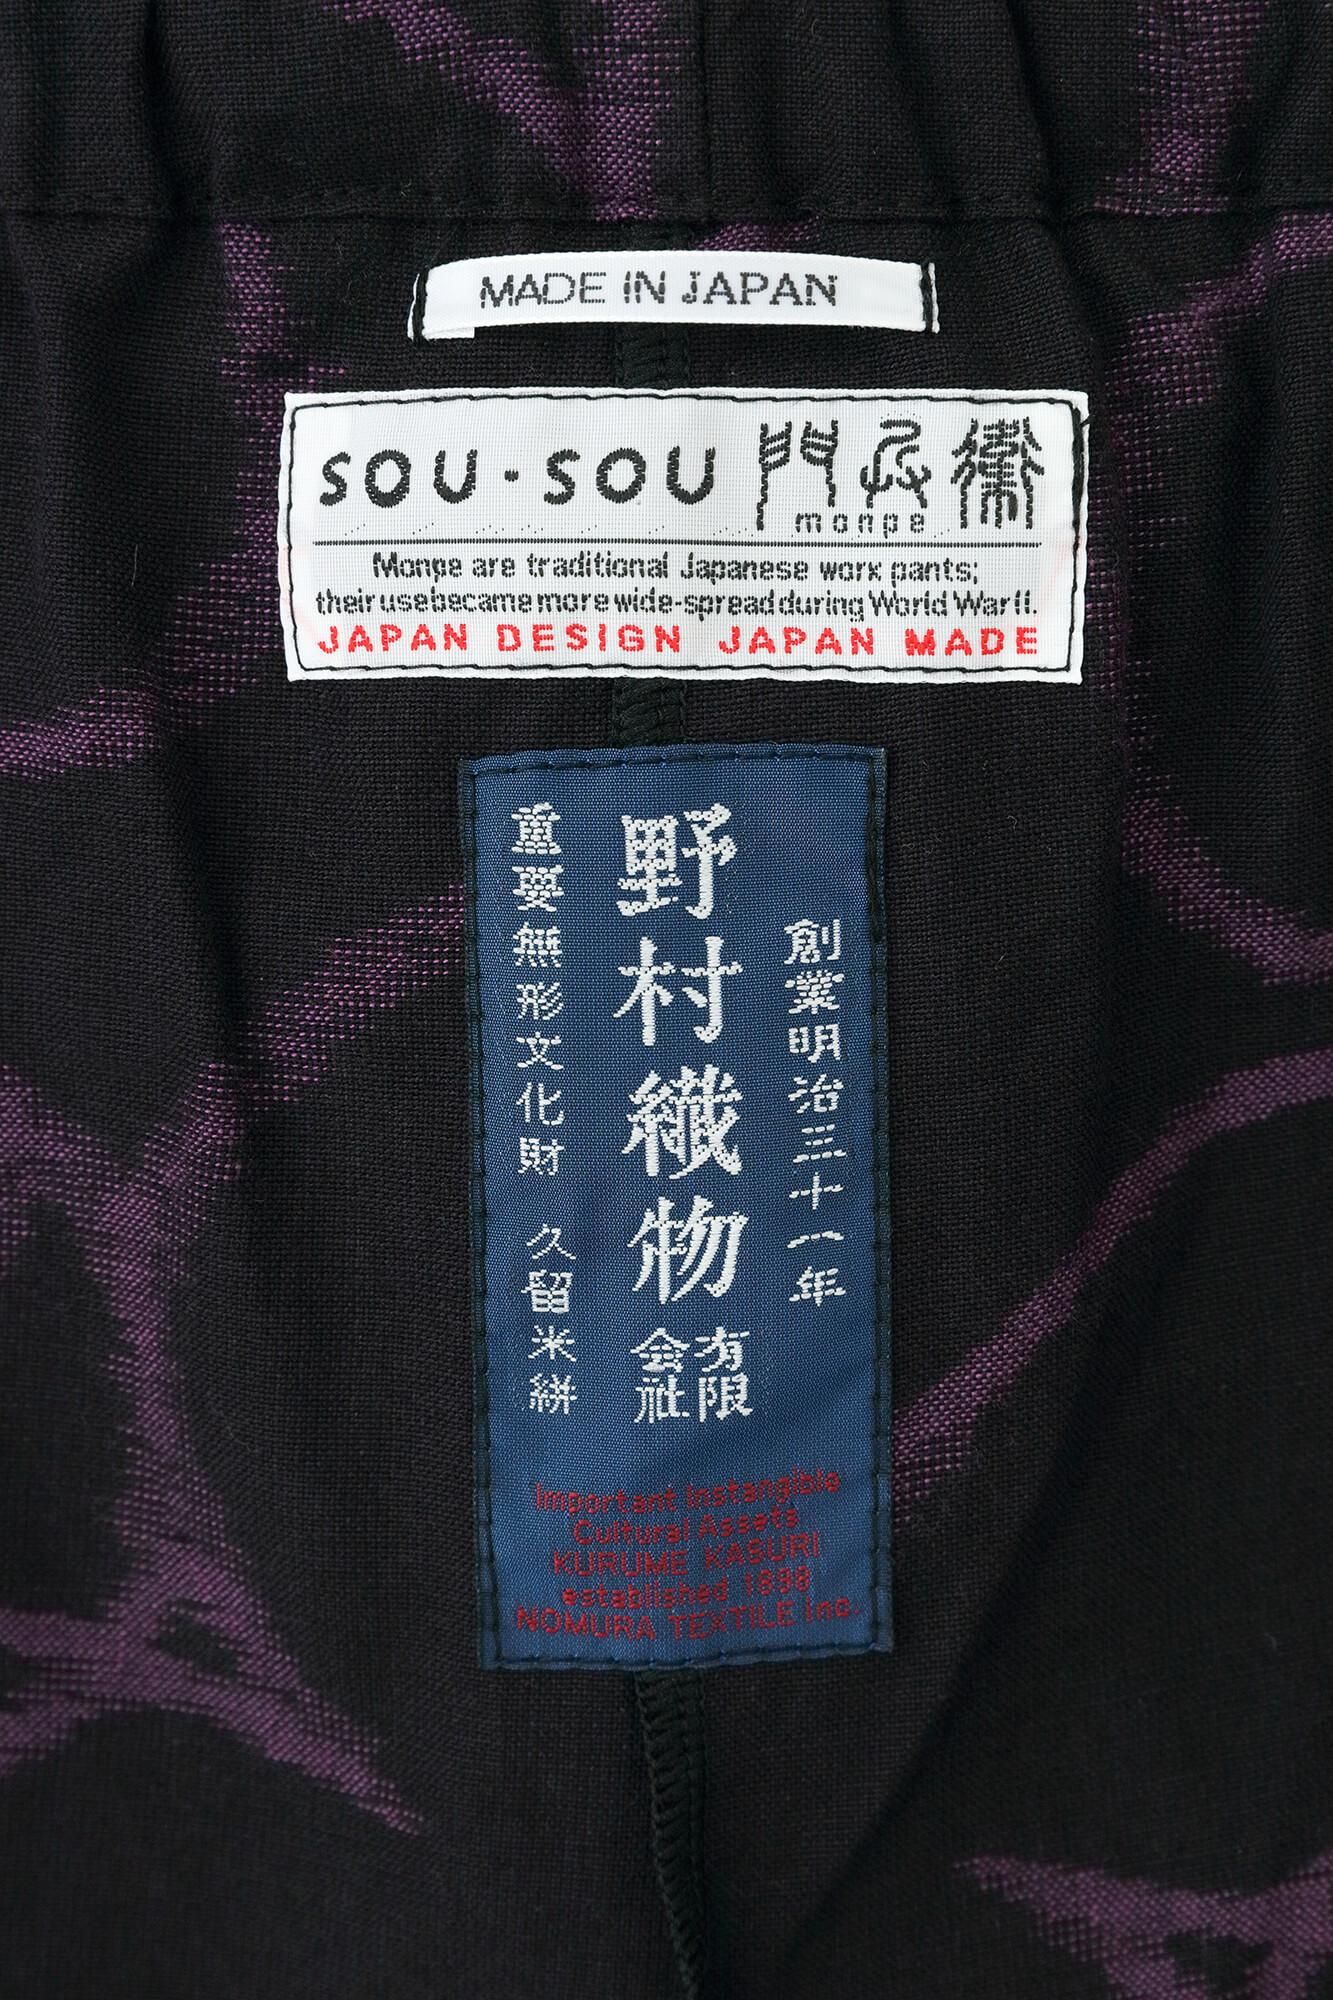 MADE IN JAPAN
SOU・SOU 門兵衛
monpe
Monpe are traditional Japanese worx pants;
their use became more wide-spread during World War II.
JAPAN DESIGN JAPAN MADE
創業明治三十一年
野村織物
有限会社
重要無形文化財 久留米絣
Important Instangible
Cultural Assets
KURUME KASURI
established 1898
NOMURA TEXTILE Inc.